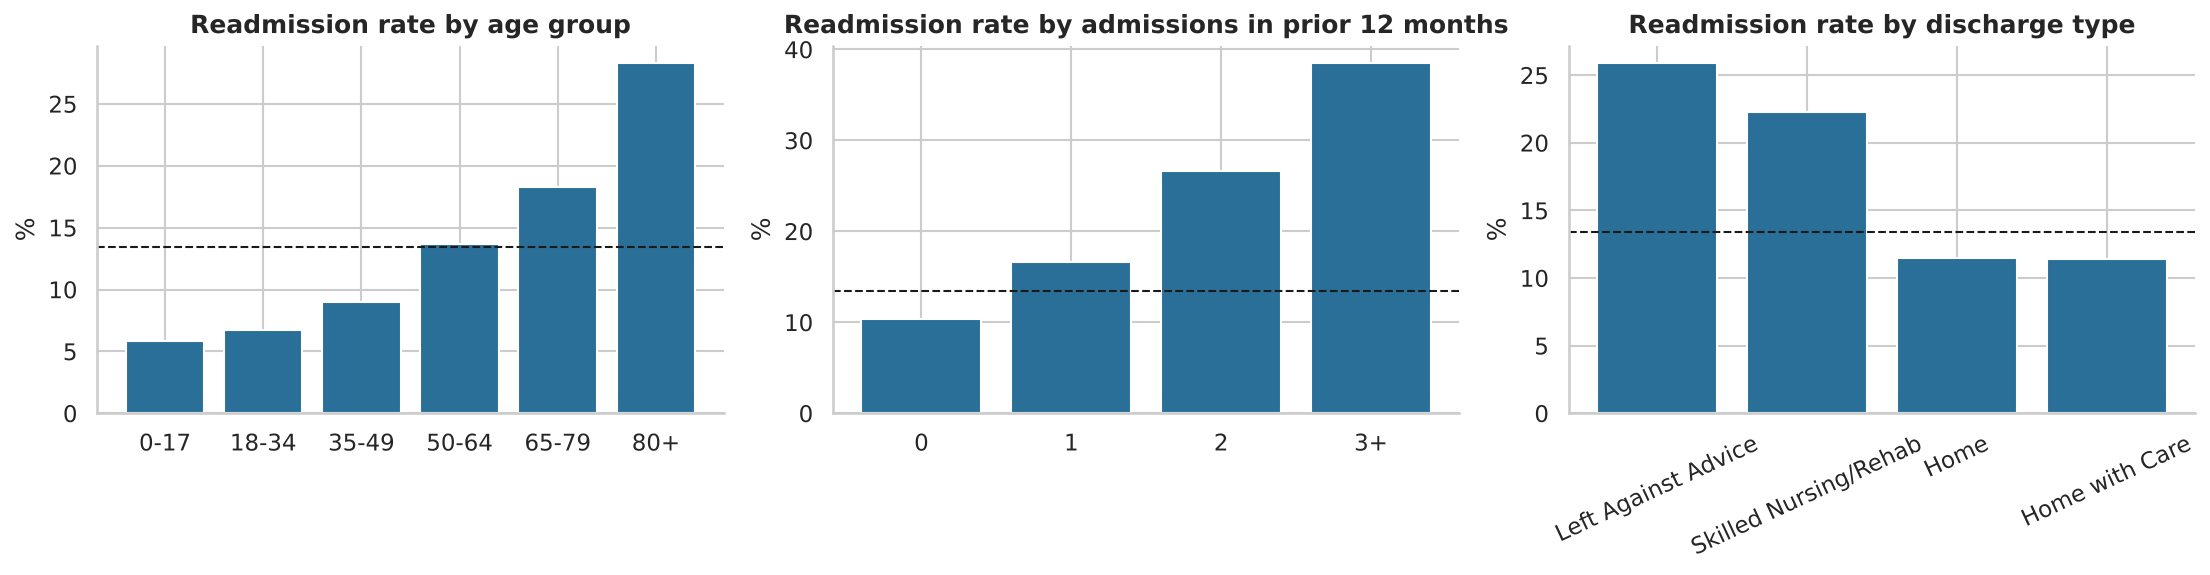 Readmission rate by age group
%
25
20
15
10
5
0
0-17 18-34 35-49 50-64 65-79 80+
Readmission rate by admissions in prior 12 months
%
40
30
20
10
0
0 1 2 3+
Readmission rate by discharge type
%
25
20
15
10
5
0
Left Against Advice
Skilled Nursing/Rehab
Home
Home with Care